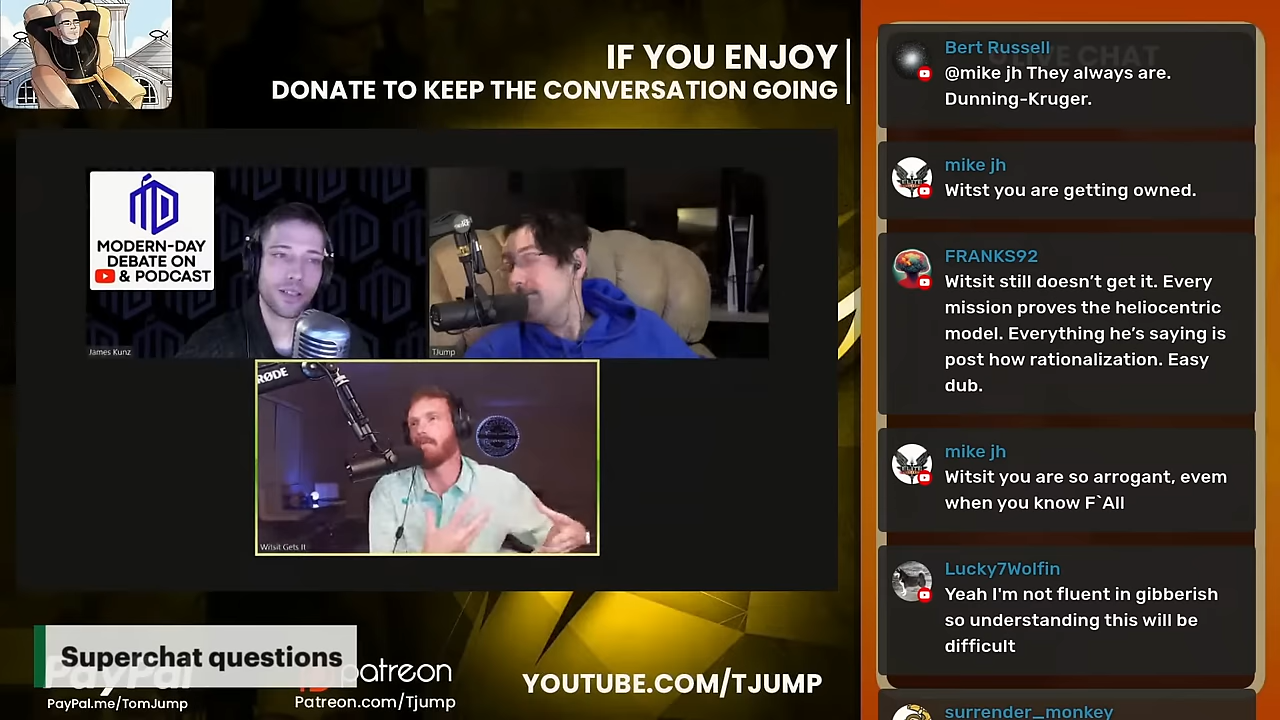 IF YOU ENJOY
DONATE TO KEEP THE CONVERSATION GOING
MODERN-DAY
DEBATE ON
& PODCAST
James Kunz
TJump
RØDE
Witsit Gets It
Superchat questions
PayPal
patreon
PayPal.me/TomJump
Patreon.com/Tjump
YOUTUBE.COM/TJUMP
LIVE CHAT
Bert Russell
@mike jh They always are.
Dunning-Kruger.
mike jh
Witst you are getting owned.
FRANKS92
Witsit still doesn’t get it. Every
mission proves the heliocentric
model. Everything he’s saying is
post how rationalization. Easy
dub.
mike jh
Witsit you are so arrogant, evem
when you know F`All
Lucky7Wolfin
Yeah I'm not fluent in gibberish
so understanding this will be
difficult
surrender_monkey